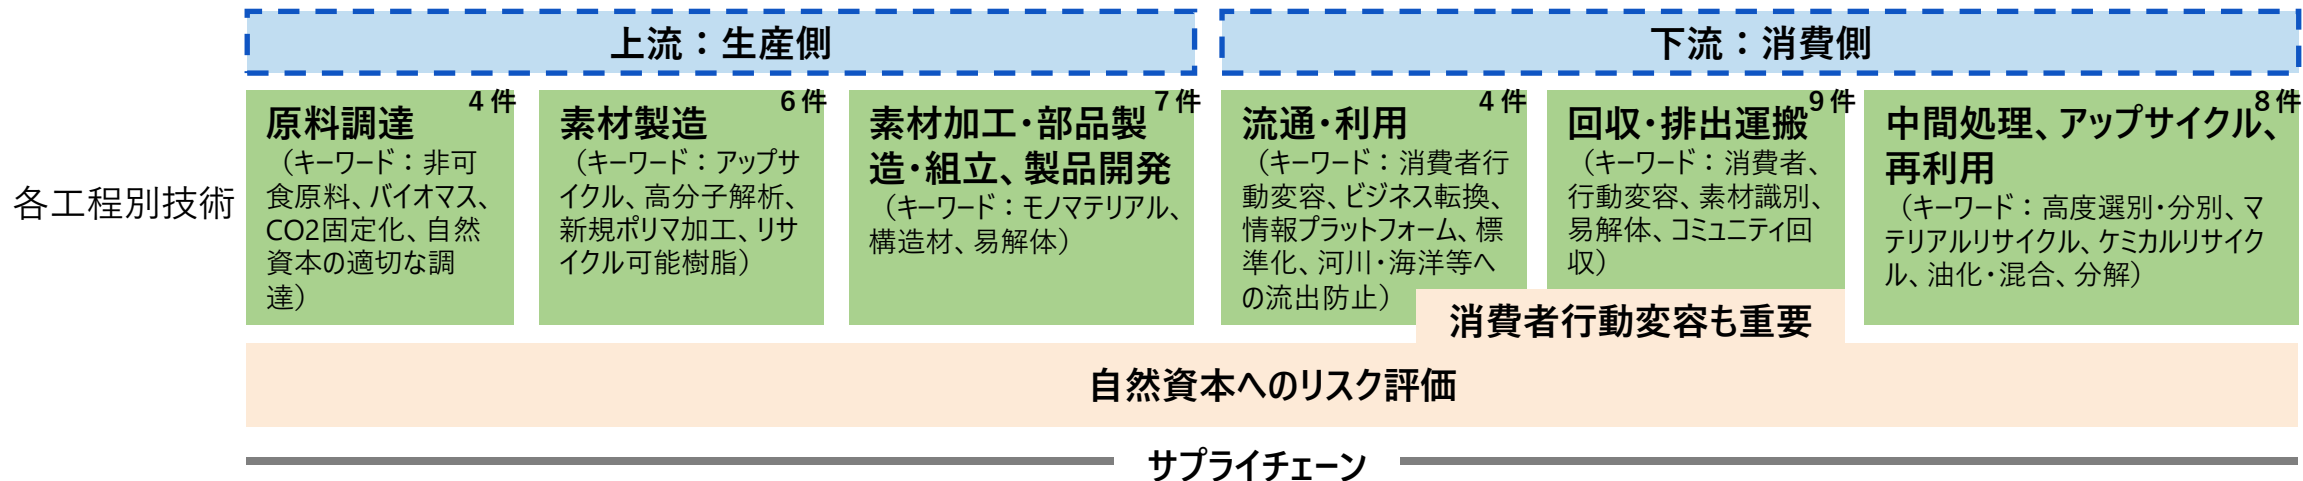 上流：生産側
下流：消費側
各工程別技術
4件
原料調達
（キーワード：非可
食原料、バイオマス、
CO2固定化、自然
資本の適切な調
達）
6件
素材製造
（キーワード：アップサ
イクル、高分子解析、
新規ポリマ加工、リサ
イクル可能樹脂）
7件
素材加工・部品製
造・組立、製品開発
（キーワード：モノマテリアル、
構造材、易解体）
4件
流通・利用
（キーワード：消費者行
動変容、ビジネス転換、
情報プラットフォーム、標
準化、河川・海洋等へ
の流出防止）
9件
回収・排出運搬
（キーワード：消費者、
行動変容、素材識別、
易解体、コミュニティ回
収）
8件
中間処理、アップサイクル、
再利用
（キーワード：高度選別・分別、マ
テリアルリサイクル、ケミカルリサイク
ル、油化・混合、分解）
消費者行動変容も重要
自然資本へのリスク評価
サプライチェーン